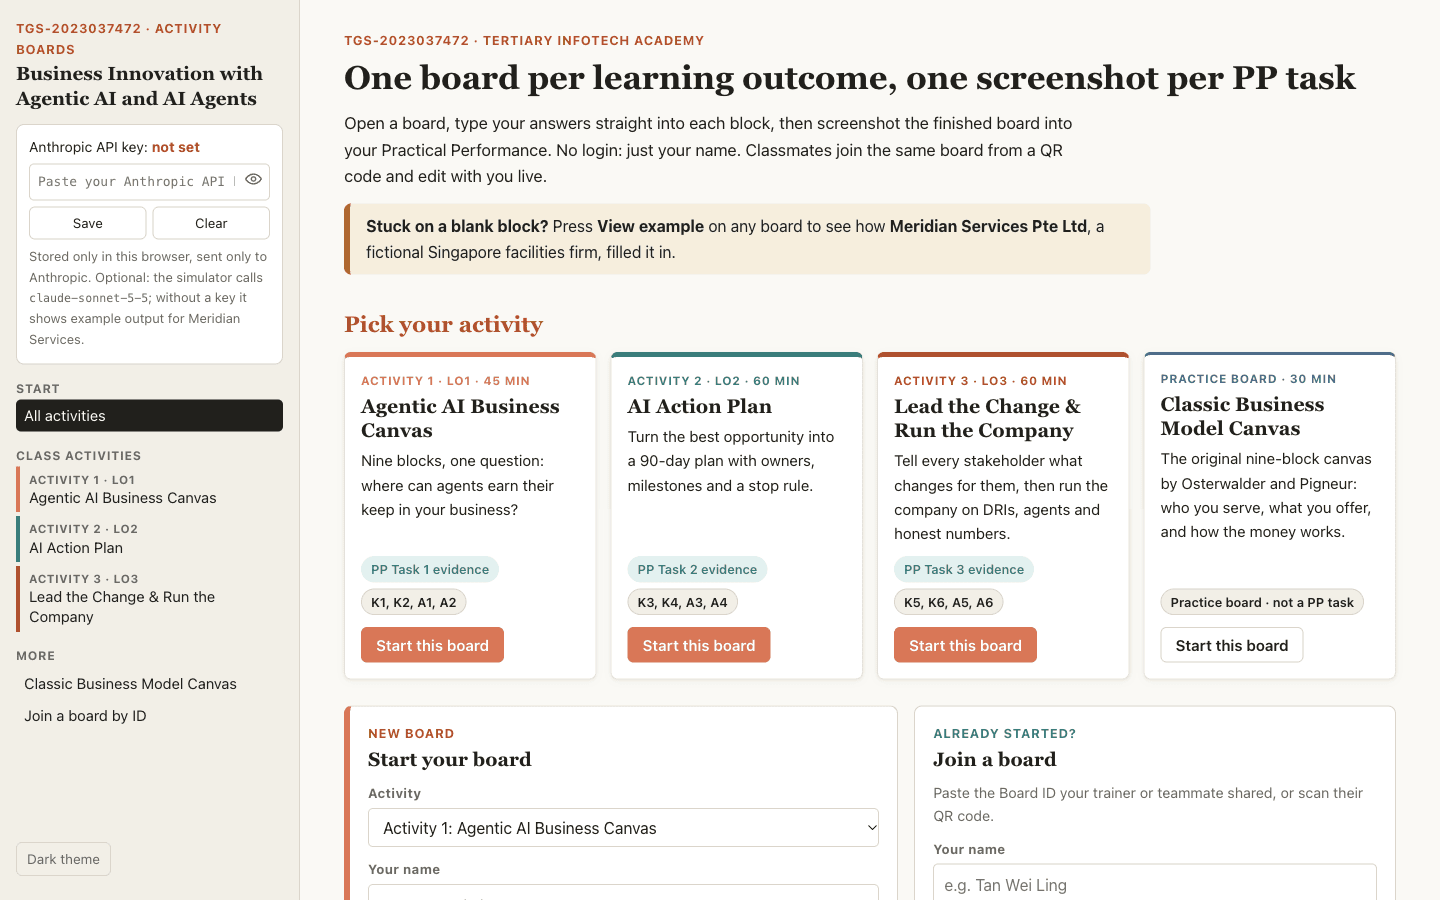 TGS-2023037472 · ACTIVITY
BOARDS
Business Innovation with
Agentic AI and AI Agents
Anthropic API key: not set
Paste your Anthropic API
Save
Clear
Stored only in this browser, sent only to
Anthropic. Optional: the simulator calls
claude-sonnet-5-5; without a key it
shows example output for Meridian
Services.
START
All activities
CLASS ACTIVITIES
ACTIVITY 1 · LO1
Agentic AI Business Canvas
ACTIVITY 2 · LO2
AI Action Plan
ACTIVITY 3 · LO3
Lead the Change & Run the
Company
MORE
Classic Business Model Canvas
Join a board by ID
Dark theme
TGS-2023037472 · TERTIARY INFOTECH ACADEMY
One board per learning outcome, one screenshot per PP task
Open a board, type your answers straight into each block, then screenshot the finished board into
your Practical Performance. No login: just your name. Classmates join the same board from a QR
code and edit with you live.
Stuck on a blank block? Press View example on any board to see how Meridian Services Pte Ltd, a
fictional Singapore facilities firm, filled it in.
Pick your activity
ACTIVITY 1 · LO1 · 45 MIN
Agentic AI Business
Canvas
Nine blocks, one question:
where can agents earn their
keep in your business?
PP Task 1 evidence
K1, K2, A1, A2
Start this board
ACTIVITY 2 · LO2 · 60 MIN
AI Action Plan
Turn the best opportunity into
a 90-day plan with owners,
milestones and a stop rule.
PP Task 2 evidence
K3, K4, A3, A4
Start this board
ACTIVITY 3 · LO3 · 60 MIN
Lead the Change &
Run the Company
Tell every stakeholder what
changes for them, then run the
company on DRIs, agents and
honest numbers.
PP Task 3 evidence
K5, K6, A5, A6
Start this board
PRACTICE BOARD · 30 MIN
Classic Business
Model Canvas
The original nine-block canvas
by Osterwalder and Pigneur:
who you serve, what you offer,
and how the money works.
Practice board · not a PP task
Start this board
NEW BOARD
Start your board
Activity
Activity 1: Agentic AI Business Canvas
Your name
ALREADY STARTED?
Join a board
Paste the Board ID your trainer or teammate shared, or scan their
QR code.
Your name
e.g. Tan Wei Ling